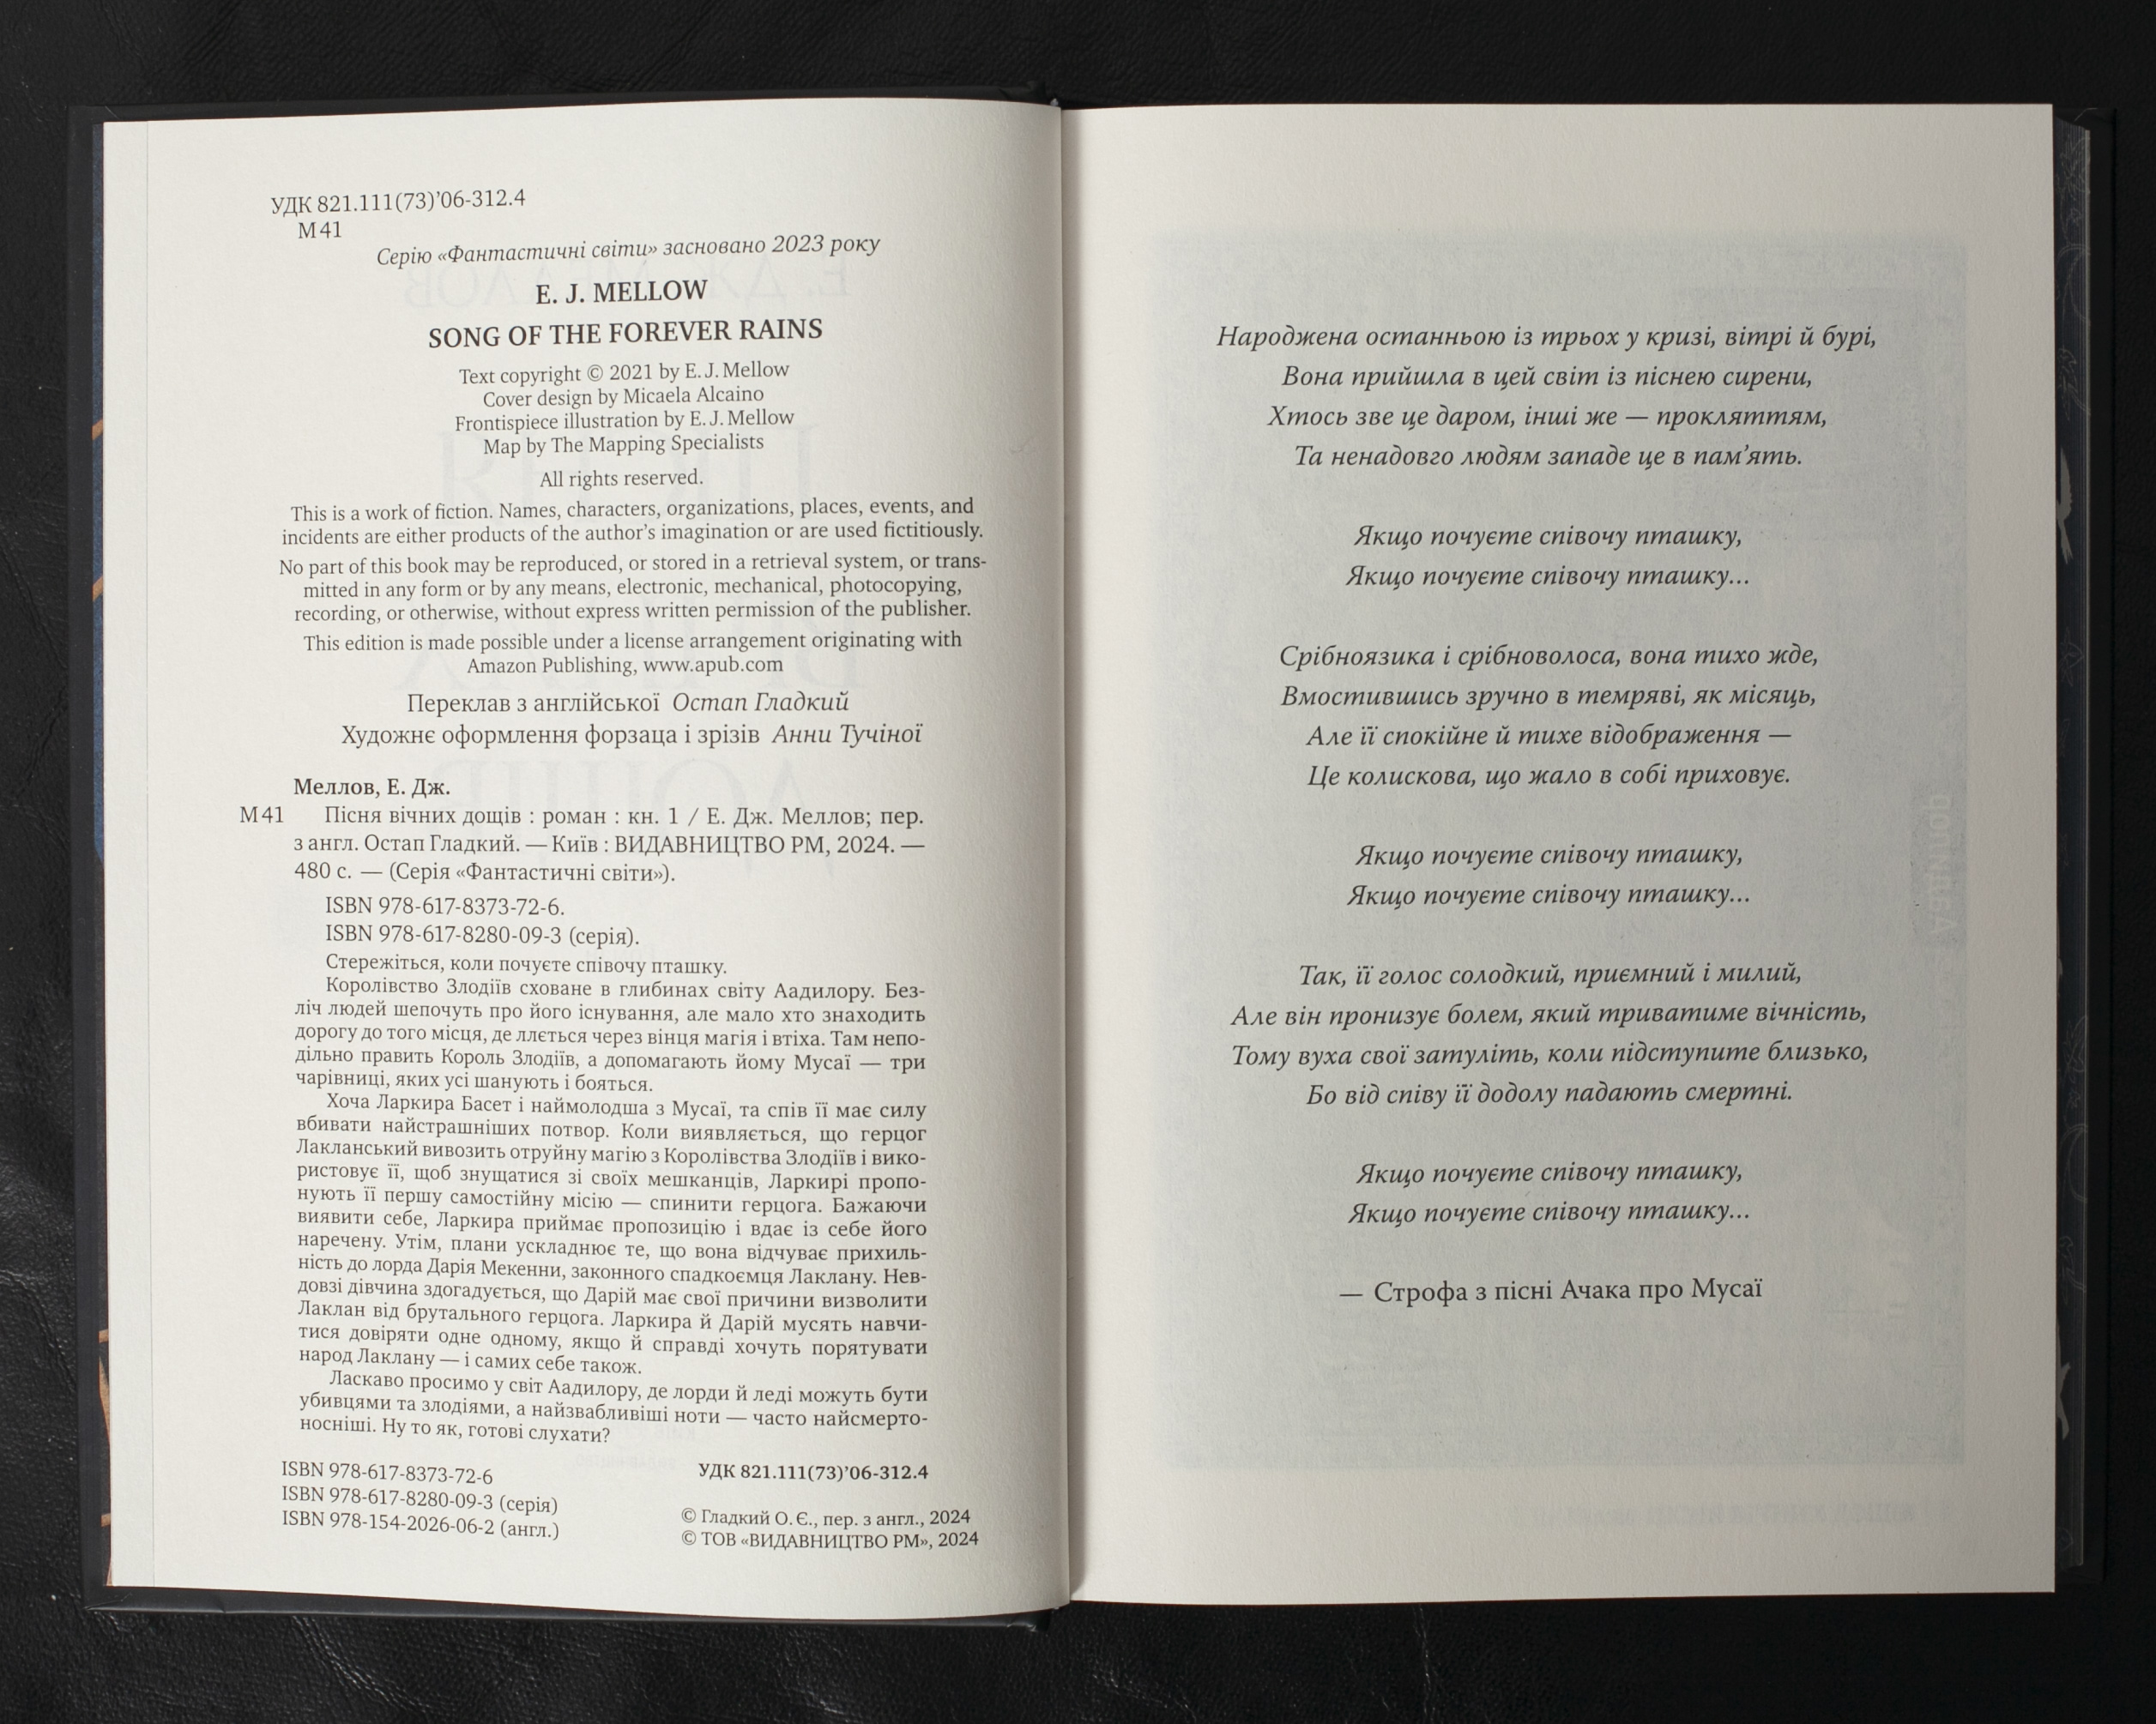 УДК 821.111(73)’06-312.4
М41
Серію «Фантастичні світи» засновано 2023 року
E. J. MELLOW
SONG OF THE FOREVER RAINS
Text copyright © 2021 by E. J. Mellow
Cover design by Micaela Alcaino
Frontispiece illustration by E. J. Mellow
Map by The Mapping Specialists
All rights reserved.
This is a work of fiction. Names, characters, organizations, places, events, and
incidents are either products of the author’s imagination or are used fictitiously.
No part of this book may be reproduced, or stored in a retrieval system, or trans-
mitted in any form or by any means, electronic, mechanical, photocopying,
recording, or otherwise, without express written permission of the publisher.
This edition is made possible under a license arrangement originating with
Amazon Publishing, www.apub.com
Переклав з англійської Остап Гладкий
Художнє оформлення форзаца і зрізів Анни Тучіної
Меллов, Е. Дж.
М41 Пісня вічних дощів : роман : кн. 1 / Е. Дж. Меллов; пер.
з англ. Остап Гладкий. — Київ : ВИДАВНИЦТВО РМ, 2024. —
480 с. — (Серія «Фантастичні світи»).
ISBN 978-617-8373-72-6.
ISBN 978-617-8280-09-3 (серія).
Стережіться, коли почуєте співочу пташку.
Королівство Злодіїв сховане в глибинах світу Аадилору. Без-
ліч людей шепочуть про його існування, але мало хто знаходить
дорогу до того місця, де ллється через вінця магія і втіха. Там непо-
дільно править Король Злодіїв, а допомагають йому Мусаї — три
чарівниці, яких усі шанують і бояться.
Хоча Ларкира Басет і наймолодша з Мусаї, та спів її має силу
вбивати найстрашніших потвор. Коли виявляється, що герцог
Лакланський вивозить отруйну магію з Королівства Злодіїв і вико-
ристовує її, щоб знущатися зі своїх мешканців, Ларкирі пропо-
нують її першу самостійну місію — спинити герцога. Бажаючи
виявити себе, Ларкира приймає пропозицію і вдає із себе його
наречену. Утім, плани ускладнює те, що вона відчуває прихиль-
ність до лорда Дарія Мекенни, законного спадкоємця Лаклану. Нев-
довзі дівчина здогадується, що Дарій має свої причини визволити
Лаклан від брутального герцога. Ларкира й Дарій мусять навчи-
тися довіряти одне одному, якщо й справді хочуть порятувати
народ Лаклану — і самих себе також.
Ласкаво просимо у світ Аадилору, де лорди й леді можуть бути
убивцями та злодіями, а найзвабливіші ноти — часто найсмерто-
носніші. Ну то як, готові слухати?
ISBN 978-617-8373-72-6
ISBN 978-617-8280-09-3 (серія)
ISBN 978-154-2026-06-2 (англ.)
УДК 821.111(73)’06-312.4
© Гладкий О. Є., пер. з англ., 2024
© ТОВ «ВИДАВНИЦТВО РМ», 2024
Народжена останньою із трьох у кризі, вітрі й бурі,
Вона прийшла в цей світ із піснею сирени,
Хтось зве це даром, інші же — прокляттям,
Та ненадовго людям западе це в пам’ять.
Якщо почуєте співочу пташку,
Якщо почуєте співочу пташку…
Срібноязика і срібноволоса, вона тихо жде,
Вмостившись зручно в темряві, як місяць,
Але її спокійне й тихе відображення —
Це колискова, що жало в собі приховує.
Якщо почуєте співочу пташку,
Якщо почуєте співочу пташку…
Так, її голос солодкий, приємний і милий,
Але він пронизує болем, який триватиме вічність,
Тому вуха свої затуліть, коли підступите близько,
Бо від співу її додолу падають смертні.
Якщо почуєте співочу пташку,
Якщо почуєте співочу пташку…
— Строфа з пісні Ачака про Мусаї